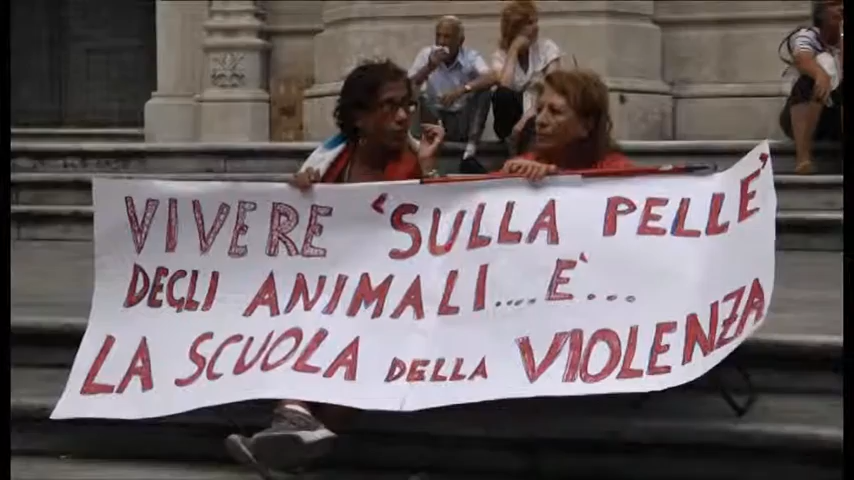 VIVERE 'SULLA PELLE'
DEGLI ANIMALI.... È....
LA SCUOLA DELLA VIOLENZA